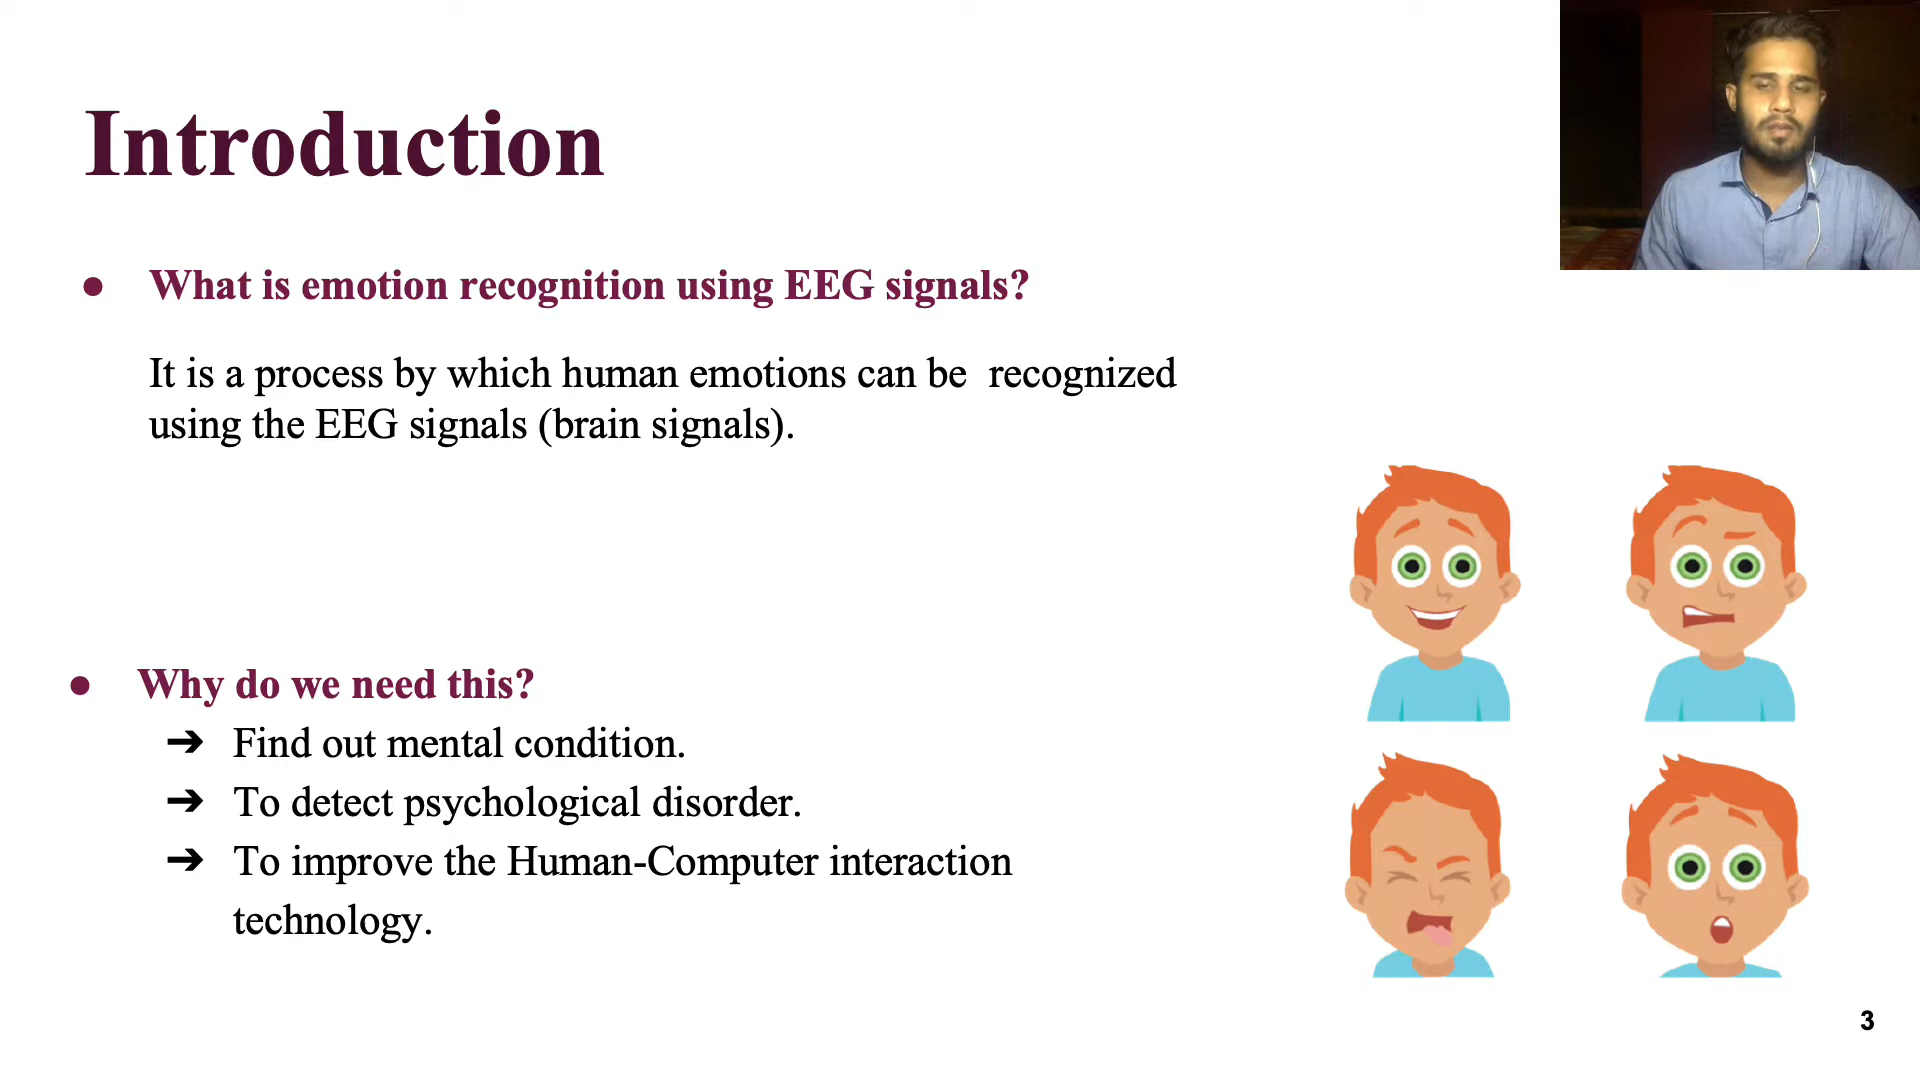 Introduction
● What is emotion recognition using EEG signals?
It is a process by which human emotions can be  recognized
using the EEG signals (brain signals).
● Why do we need this?
➔ Find out mental condition.
➔ To detect psychological disorder.
➔ To improve the Human-Computer interaction
technology.
3